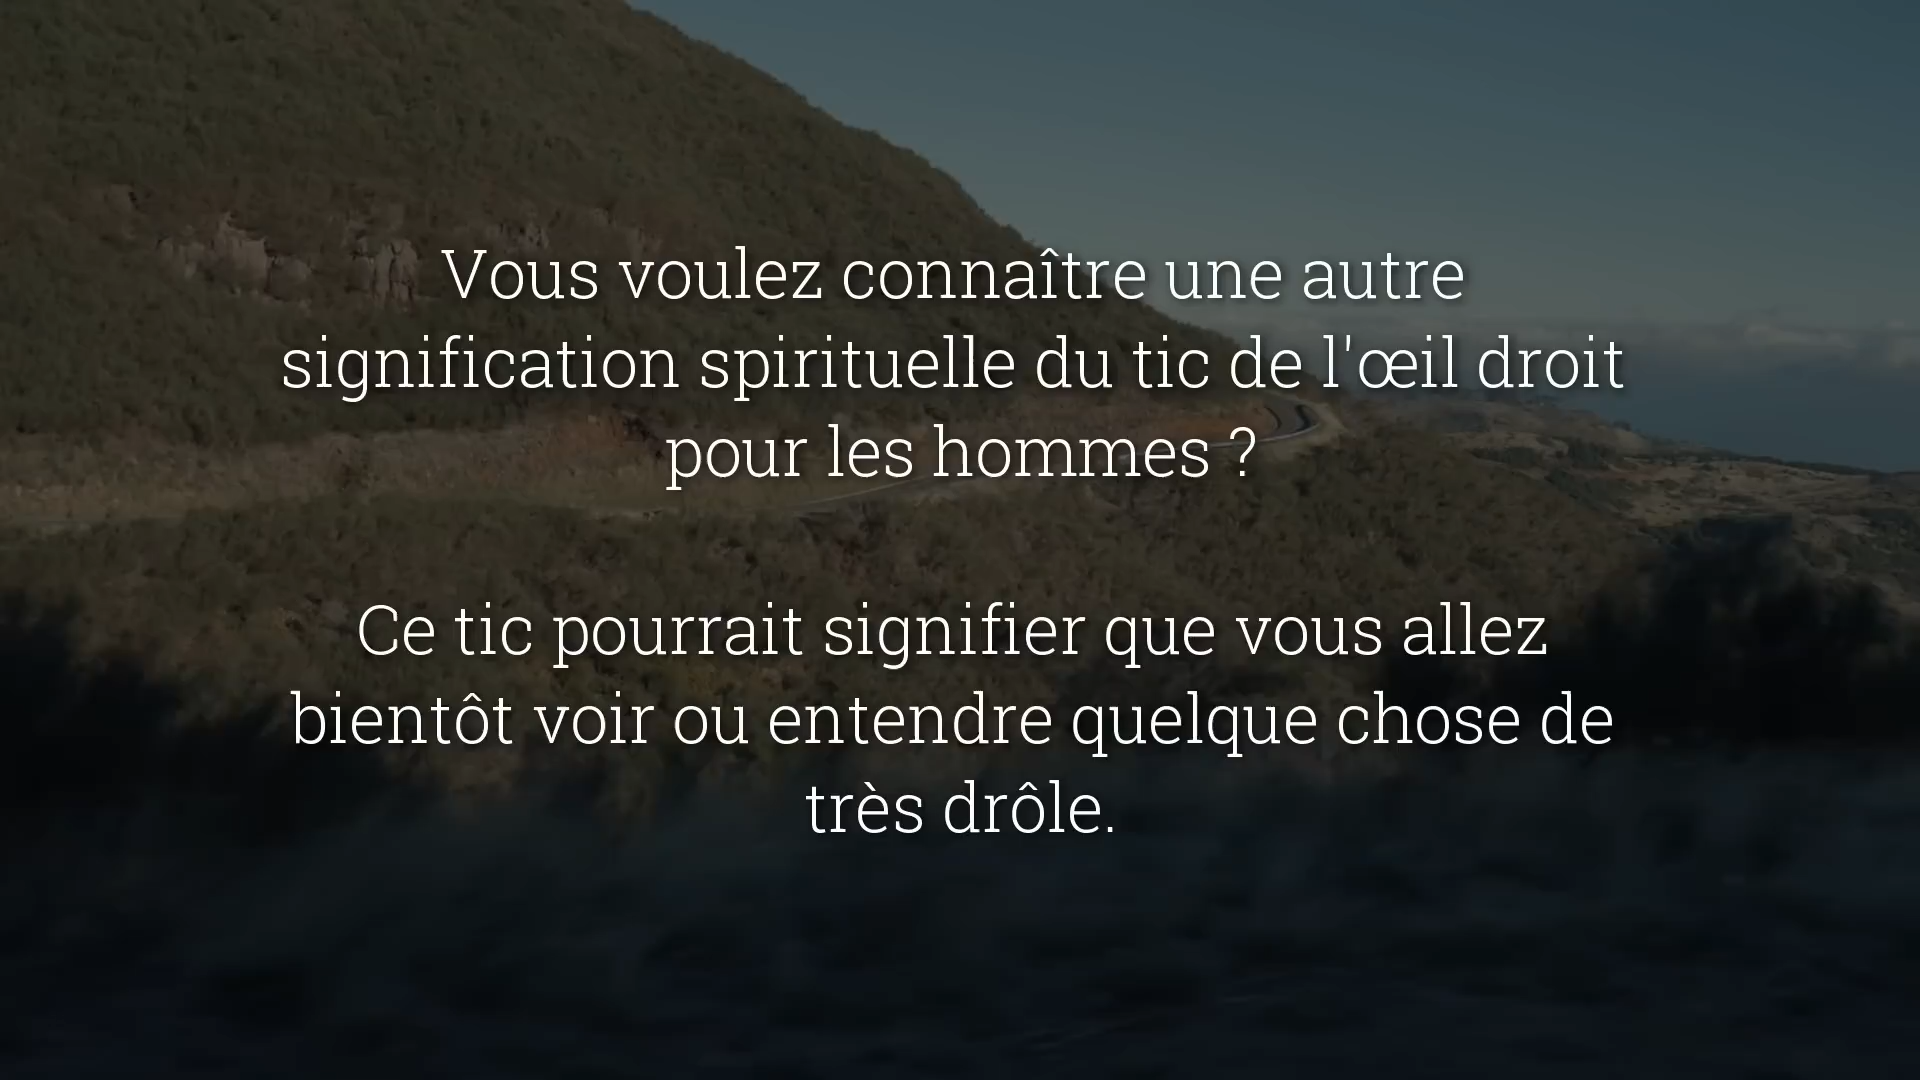 Vous voulez connaître une autre
signification spirituelle du tic de l'œil droit
pour les hommes ?
Ce tic pourrait signifier que vous allez
bientôt voir ou entendre quelque chose de
très drôle.